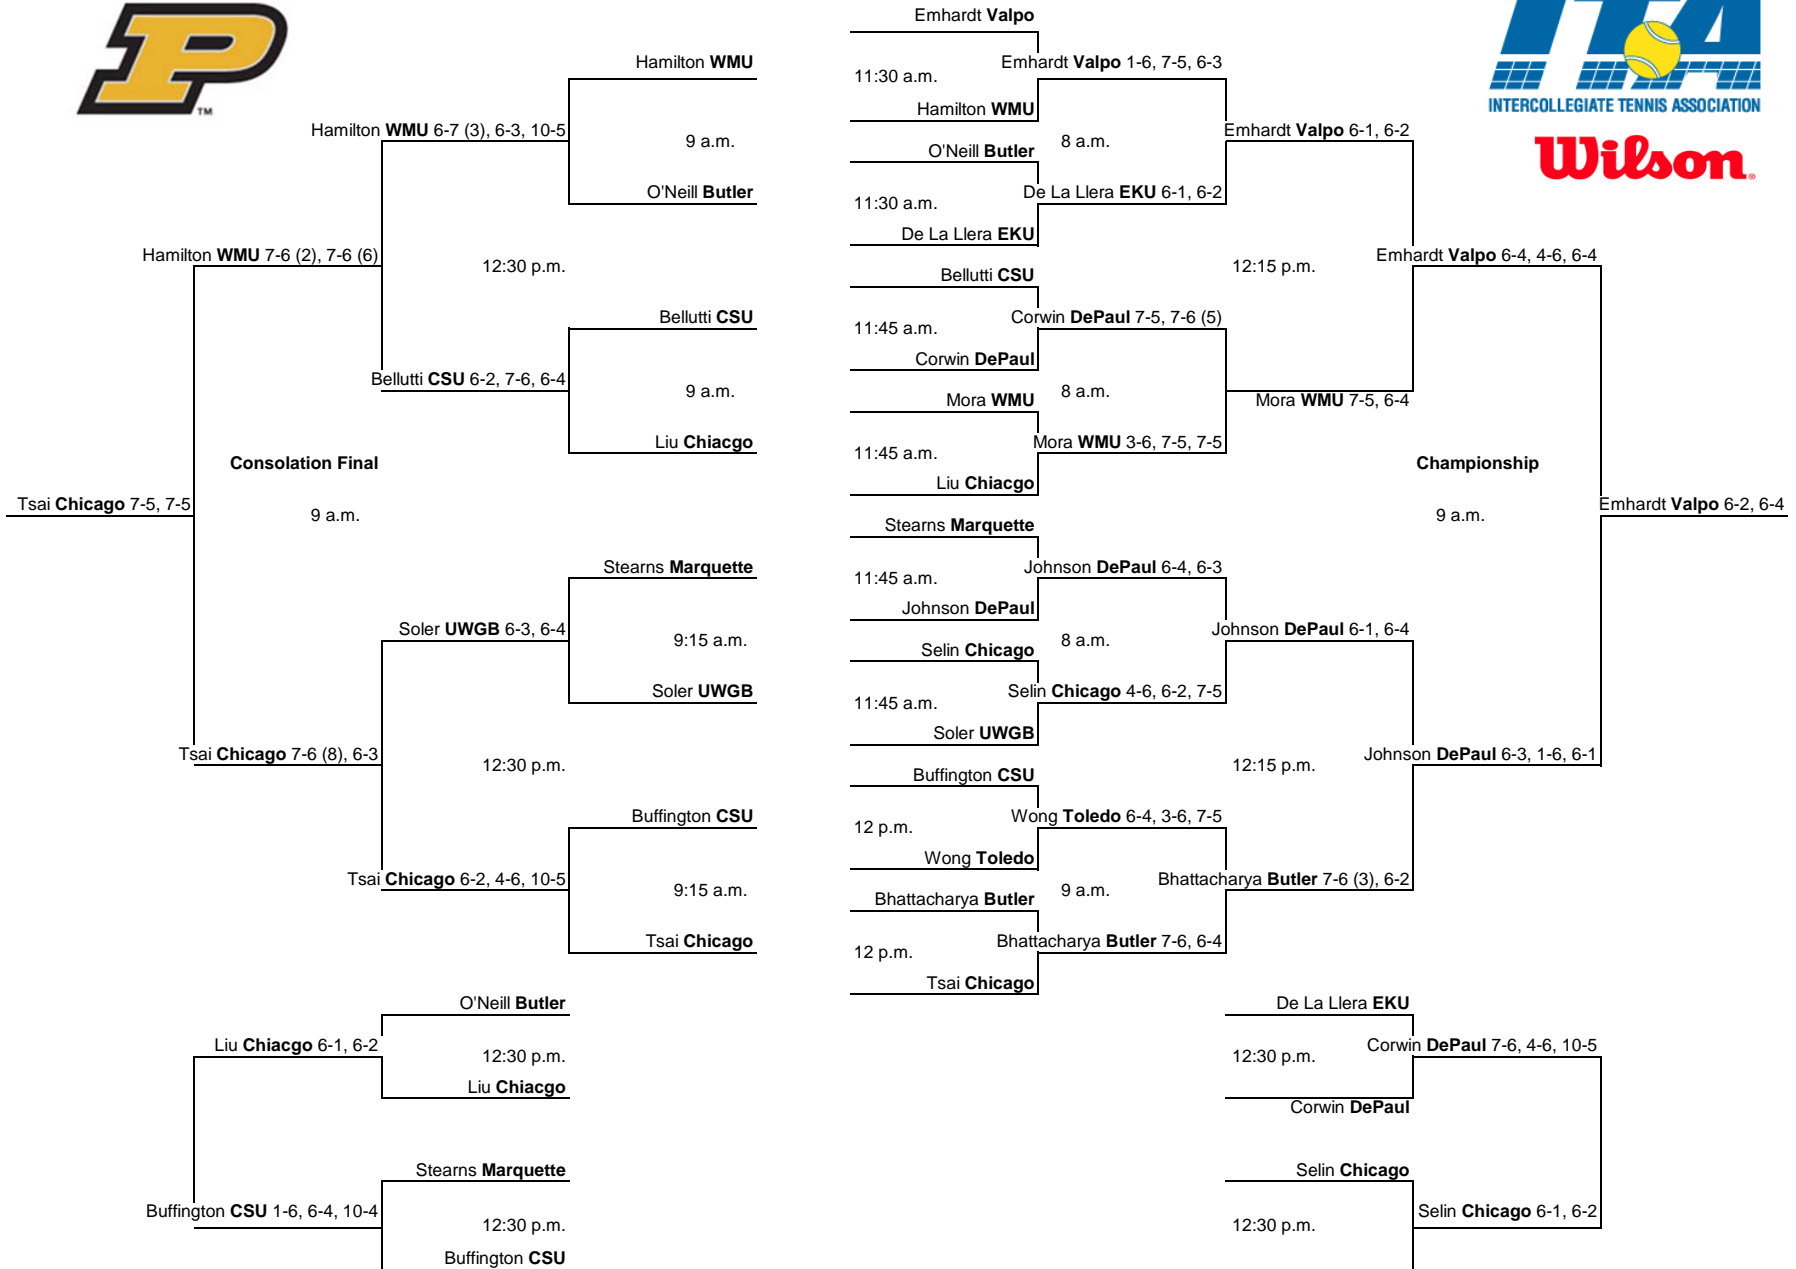 Emhardt Valpo
Hamilton WMU
11:30 a.m.
Emhardt Valpo 1-6, 7-5, 6-3
INTERCOLLEGIATE TENNIS ASSOCIATION
ITA
TM
Hamilton WMU
Hamilton WMU 6-7 (3), 6-3, 10-5
9 a.m.
O'Neill Butler
8 a.m.
Emhardt Valpo 6-1, 6-2
Wilson
O'Neill Butler
11:30 a.m.
De La Llera EKU 6-1, 6-2
De La Llera EKU
Hamilton WMU 7-6 (2), 7-6 (6)
12:30 p.m.
Bellutti CSU
12:15 p.m.
Emhardt Valpo 6-4, 4-6, 6-4
Bellutti CSU
11:45 a.m.
Corwin DePaul 7-5, 7-6 (5)
Corwin DePaul
Bellutti CSU 6-2, 7-6, 6-4
9 a.m.
Mora WMU
8 a.m.
Mora WMU 7-5, 6-4
Liu Chiacgo
11:45 a.m.
Mora WMU 3-6, 7-5, 7-5
Consolation Final
Liu Chiacgo
Championship
Tsai Chicago 7-5, 7-5
9 a.m.
Stearns Marquette
9 a.m.
Emhardt Valpo 6-2, 6-4
Stearns Marquette
11:45 a.m.
Johnson DePaul 6-4, 6-3
Johnson DePaul
Soler UWGB 6-3, 6-4
9:15 a.m.
Selin Chicago
8 a.m.
Johnson DePaul 6-1, 6-4
Soler UWGB
11:45 a.m.
Selin Chicago 4-6, 6-2, 7-5
Soler UWGB
Tsai Chicago 7-6 (8), 6-3
12:30 p.m.
Buffington CSU
12:15 p.m.
Johnson DePaul 6-3, 1-6, 6-1
Buffington CSU
12 p.m.
Wong Toledo 6-4, 3-6, 7-5
Wong Toledo
Tsai Chicago 6-2, 4-6, 10-5
9:15 a.m.
Bhattacharya Butler
9 a.m.
Bhattacharya Butler 7-6 (3), 6-2
Tsai Chicago
12 p.m.
Bhattacharya Butler 7-6, 6-4
Tsai Chicago
O'Neill Butler
De La Llera EKU
Liu Chiacgo 6-1, 6-2
12:30 p.m.
12:30 p.m.
Corwin DePaul 7-6, 4-6, 10-5
Liu Chiacgo
Corwin DePaul
Stearns Marquette
Selin Chicago
Buffington CSU 1-6, 6-4, 10-4
12:30 p.m.
12:30 p.m.
Selin Chicago 6-1, 6-2
Buffington CSU